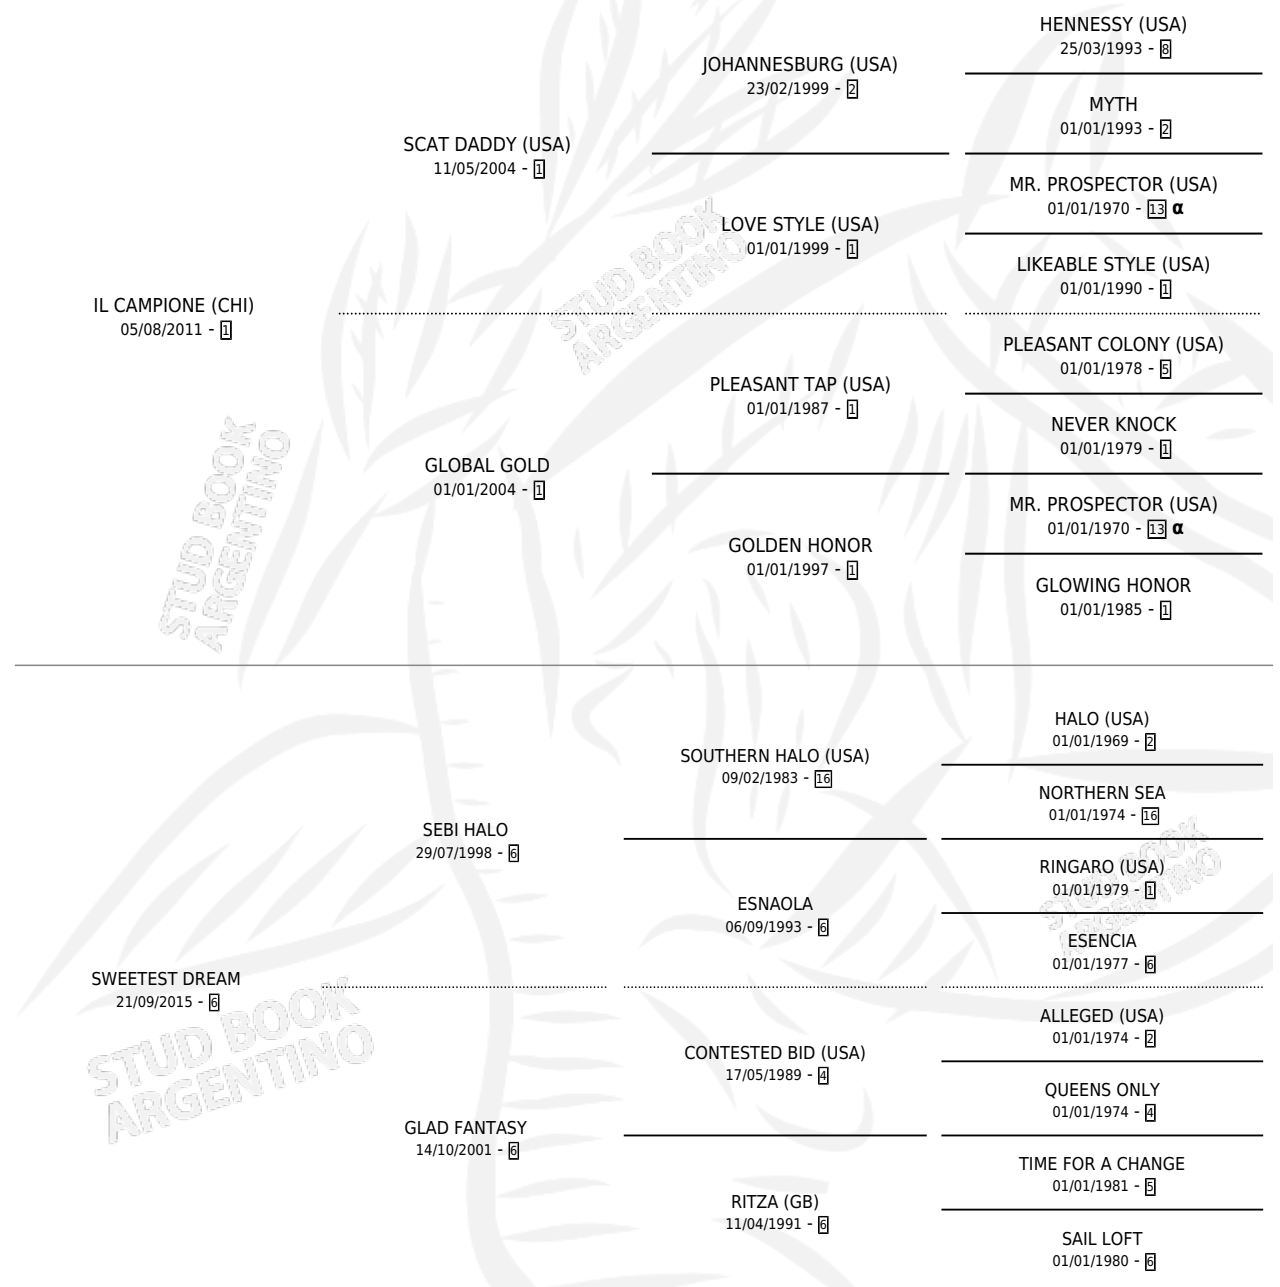 HENNESSY (USA)
25/03/1993 - 8
JOHANNESBURG (USA)
23/02/1999 - 2
MYTH
01/01/1993 - 2
SCAT DADDY (USA)
11/05/2004 - 1
MR. PROSPECTOR (USA)
01/01/1970 - 13 α
LOVE STYLE (USA)
01/01/1999 - 1
LIKEABLE STYLE (USA)
01/01/1990 - 1
IL CAMPIONE (CHI)
05/08/2011 - 1
PLEASANT COLONY (USA)
01/01/1978 - 5
PLEASANT TAP (USA)
01/01/1987 - 1
NEVER KNOCK
01/01/1979 - 1
GLOBAL GOLD
01/01/2004 - 1
MR. PROSPECTOR (USA)
01/01/1970 - 13 α
GOLDEN HONOR
01/01/1997 - 1
GLOWING HONOR
01/01/1985 - 1
HALO (USA)
01/01/1969 - 2
SOUTHERN HALO (USA)
09/02/1983 - 16
NORTHERN SEA
01/01/1974 - 16
SEBI HALO
29/07/1998 - 6
RINGARO (USA)
01/01/1979 - 1
ESNAOLA
06/09/1993 - 6
ESENCIA
01/01/1977 - 6
SWEETEST DREAM
21/09/2015 - 6
ALLEGED (USA)
01/01/1974 - 2
CONTESTED BID (USA)
17/05/1989 - 4
QUEENS ONLY
01/01/1974 - 4
GLAD FANTASY
14/10/2001 - 6
TIME FOR A CHANGE
01/01/1981 - 5
RITZA (GB)
11/04/1991 - 6
SAIL LOFT
01/01/1980 - 6
STUD BOOK
ARGENTINO
STUD BOOK
ARGENTINO
STUD BOOK
ARGENTINO
STUD BOOK
ARGENTINO